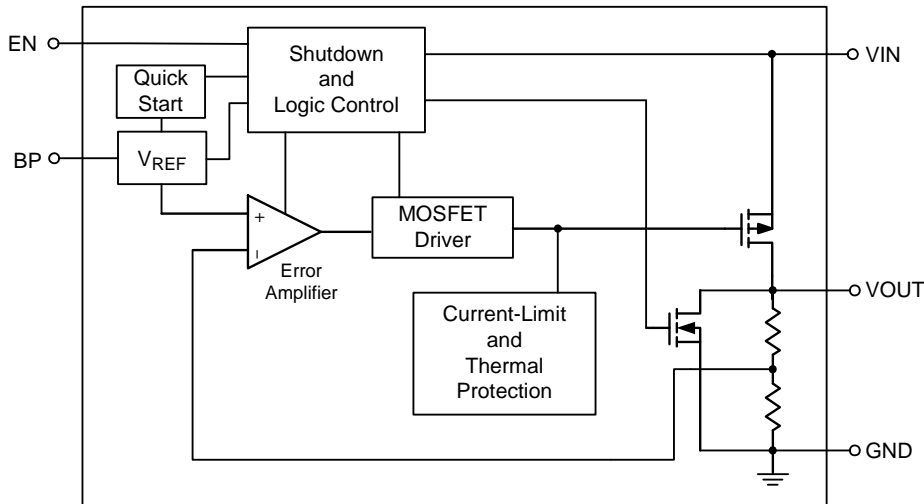 EN
Shutdown
and
Logic Control
VIN
Quick
Start
BP
VREF
+
−
Error
Amplifier
MOSFET
Driver
Current-Limit
and
Thermal
Protection
VOUT
GND